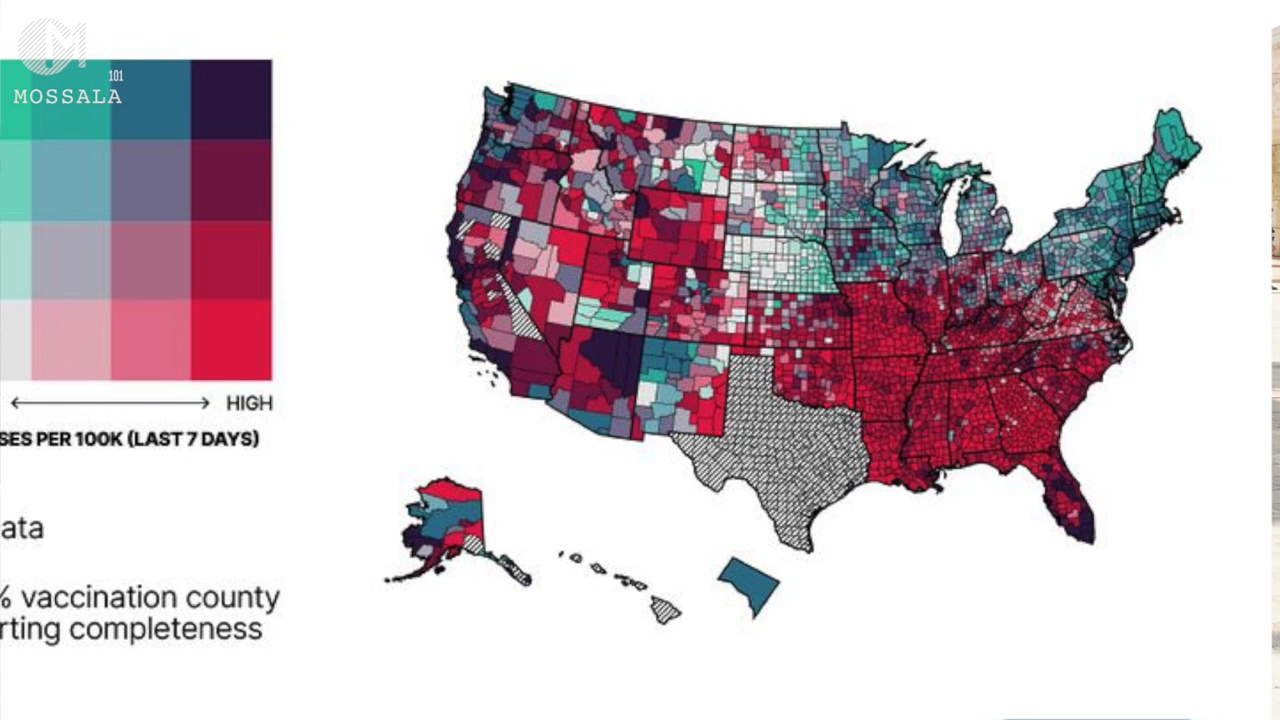 101
MOSSALA
HIGH
SES PER 100K (LAST 7 DAYS)
ata
% vaccination county
rting completeness